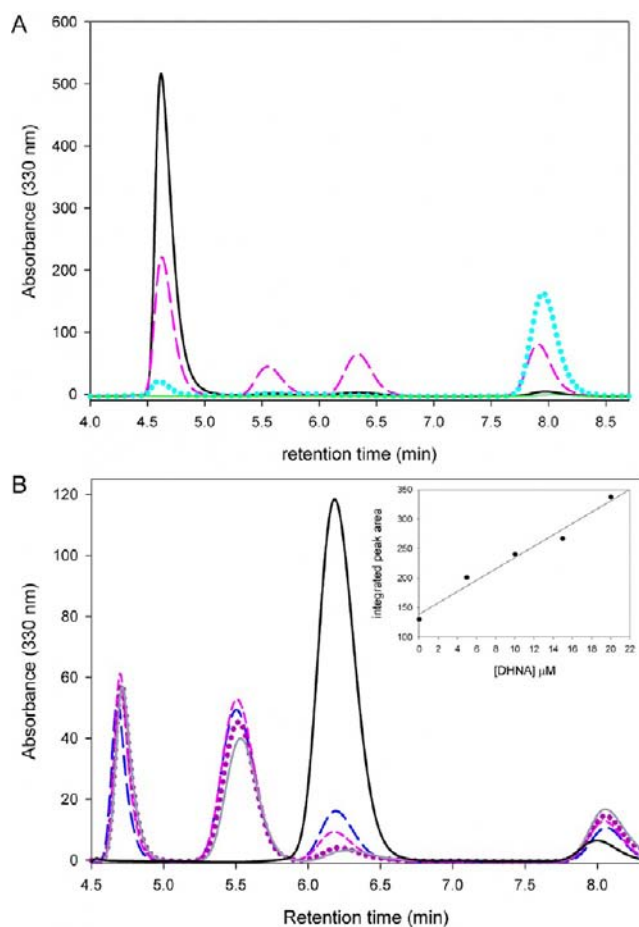 A
600
500
400
300
200
100
0
Absorbance (330 nm)
4.0 4.5 5.0 5.5 6.0 6.5 7.0 7.5 8.0 8.5
retention time (min)
B
120
100
80
60
40
20
0
Absorbance (330 nm)
350
300
250
200
150
100
integrated peak area
0 2 4 6 8 10 12 14 16 18 20 22
[DHNA] µM
4.5 5.0 5.5 6.0 6.5 7.0 7.5 8.0
Retention time (min)